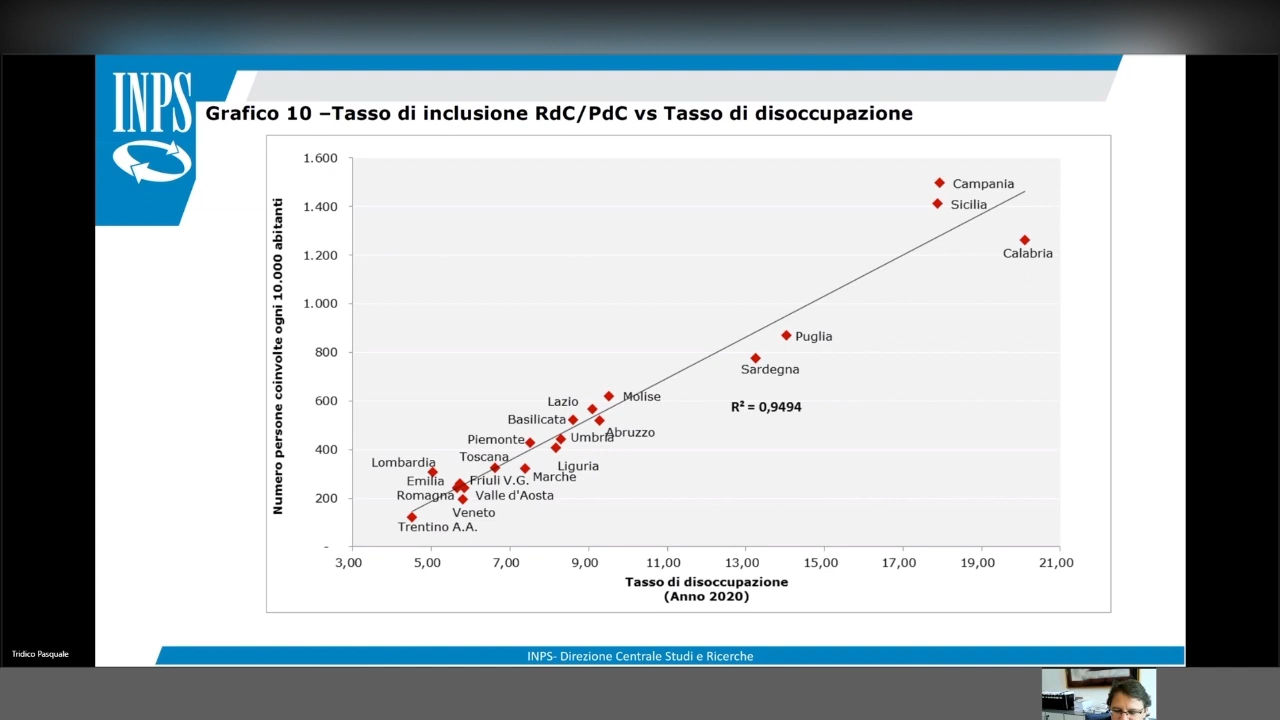 INPS
Grafico 10 –Tasso di inclusione RdC/PdC vs Tasso di disoccupazione
Numero persone coinvolte ogni 10.000 abitanti
1.600
1.400
1.200
1.000
800
600
400
200
-
Campania
Sicilia
Calabria
Puglia
Sardegna
Molise
Lazio
R² = 0,9494
Basilicata
Abruzzo
Umbria
Piemonte
Toscana
Liguria
Lombardia
Marche
Emilia
Romagna
Friuli V.G.
Valle d'Aosta
Veneto
Trentino A.A.
3,00 5,00 7,00 9,00 11,00 13,00 15,00 17,00 19,00 21,00
Tasso di disoccupazione
(Anno 2020)
Tridico Pasquale
INPS- Direzione Centrale Studi e Ricerche